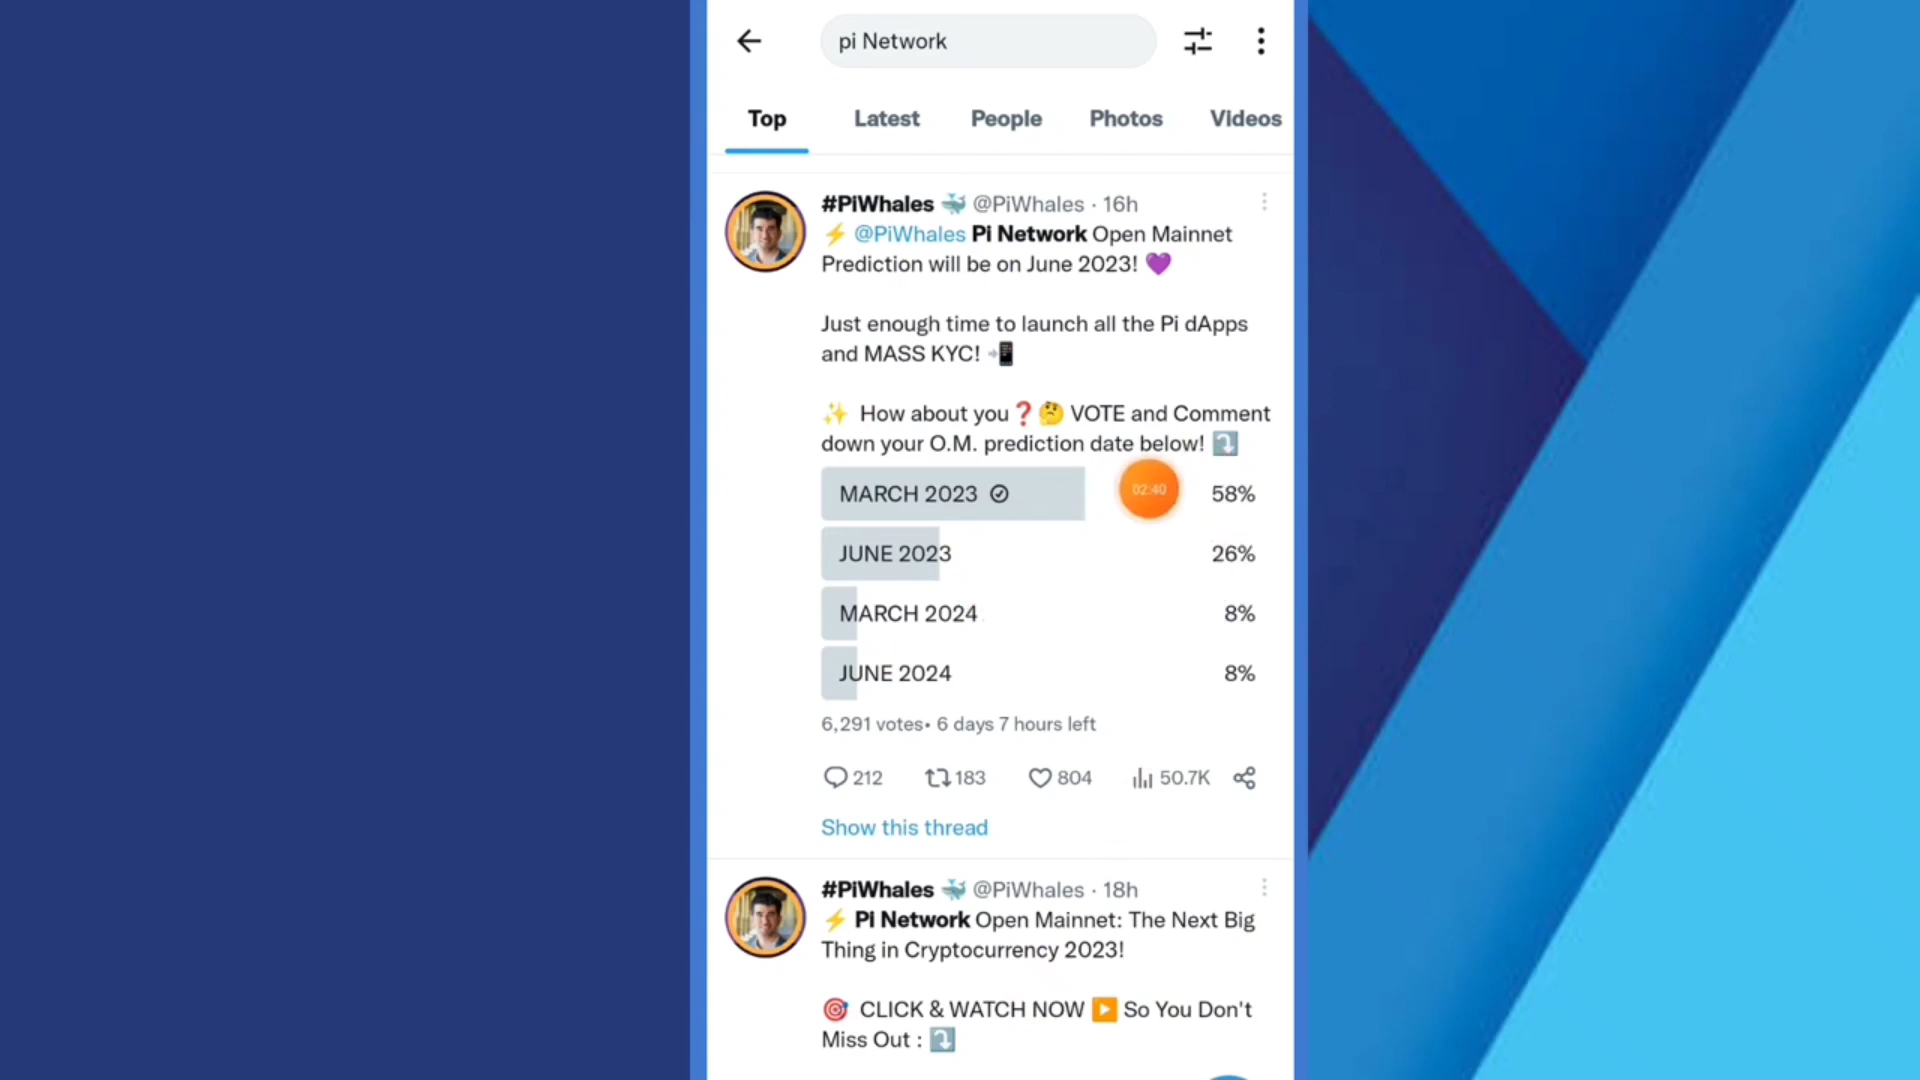 pi Network
Top Latest People Photos Videos
#PiWhales 🐳 @PiWhales · 16h
⚡ @PiWhales Pi Network Open Mainnet
Prediction will be on June 2023! 💜
Just enough time to launch all the Pi dApps
and MASS KYC! 📲
✨ How about you❓🤔 VOTE and Comment
down your O.M. prediction date below! ⤵️
MARCH 2023 02:40 58%
JUNE 2023 26%
MARCH 2024 8%
JUNE 2024 8%
6,291 votes• 6 days 7 hours left
212 183 804 50.7K
Show this thread
#PiWhales 🐳 @PiWhales · 18h
⚡ Pi Network Open Mainnet: The Next Big
Thing in Cryptocurrency 2023!
🎯 CLICK & WATCH NOW ▶️ So You Don't
Miss Out : ⤵️